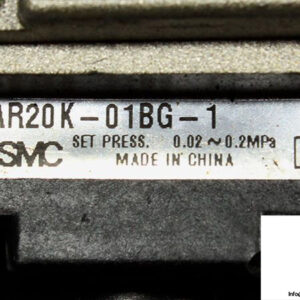 AR20K-01BG-1
SMC SET PRESS. 0.02~0.2MPa
MADE IN CHINA